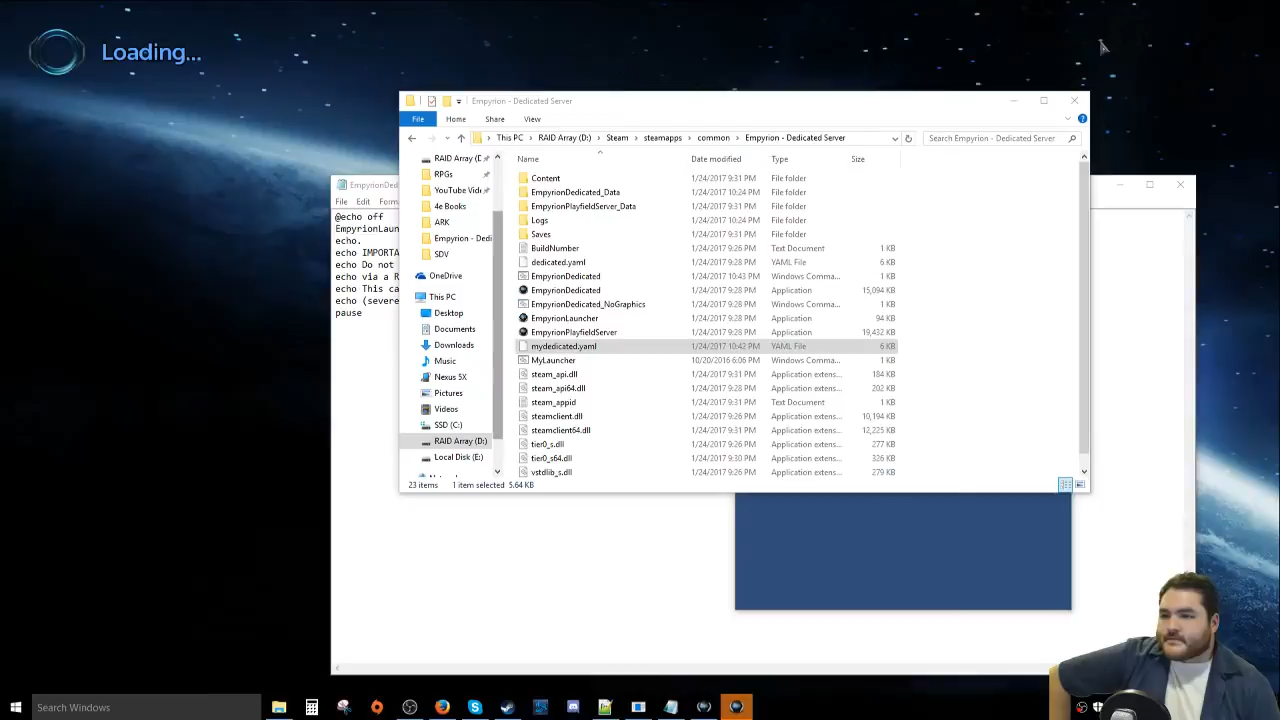 Loading...
Empyrion - Dedicated Server
File Home Share View
This PC RAID Array (D:) Steam steamapps common Empyrion - Dedicated Server
Search Empyrion - Dedicated Server
Name Date modified Type Size
RAID Array (D
RPGs
YouTube Vide
4e Books
ARK
Empyrion - Dedi
SDV
OneDrive
This PC
Desktop
Documents
Downloads
Music
Nexus 5X
Pictures
Videos
SSD (C:)
RAID Array (D:)
Local Disk (E:)
Content 1/24/2017 9:31 PM File folder
EmpyrionDedicated_Data 1/24/2017 10:24 PM File folder
EmpyrionPlayfieldServer_Data 1/24/2017 9:31 PM File folder
Logs 1/24/2017 10:24 PM File folder
Saves 1/24/2017 9:31 PM File folder
BuildNumber 1/24/2017 9:26 PM Text Document 1 KB
dedicated.yaml 1/24/2017 9:28 PM YAML File 6 KB
EmpyrionDedicated 1/24/2017 10:43 PM Windows Comma... 1 KB
EmpyrionDedicated 1/24/2017 9:28 PM Application 15,094 KB
EmpyrionDedicated_NoGraphics 1/24/2017 9:28 PM Windows Comma... 1 KB
EmpyrionLauncher 1/24/2017 9:28 PM Application 94 KB
EmpyrionPlayfieldServer 1/24/2017 9:28 PM Application 19,432 KB
mydedicated.yaml 1/24/2017 10:42 PM YAML File 6 KB
MyLauncher 10/20/2016 6:06 PM Windows Comma... 1 KB
steam_api.dll 1/24/2017 9:31 PM Application extens... 184 KB
steam_api64.dll 1/24/2017 9:28 PM Application extens... 202 KB
steam_appid 1/24/2017 9:31 PM Text Document 1 KB
steamclient.dll 1/24/2017 9:26 PM Application extens... 10,194 KB
steamclient64.dll 1/24/2017 9:31 PM Application extens... 12,225 KB
tier0_s.dll 1/24/2017 9:26 PM Application extens... 277 KB
tier0_s64.dll 1/24/2017 9:30 PM Application extens... 326 KB
vstdlib_s.dll 1/24/2017 9:26 PM Application extens... 279 KB
23 items 1 item selected 5.64 KB
EmpyrionDed
File Edit Form
@echo off
EmpyrionLaun
echo.
echo IMPORTA
echo Do not
echo via a R
echo This ca
echo (severe
pause
Search Windows